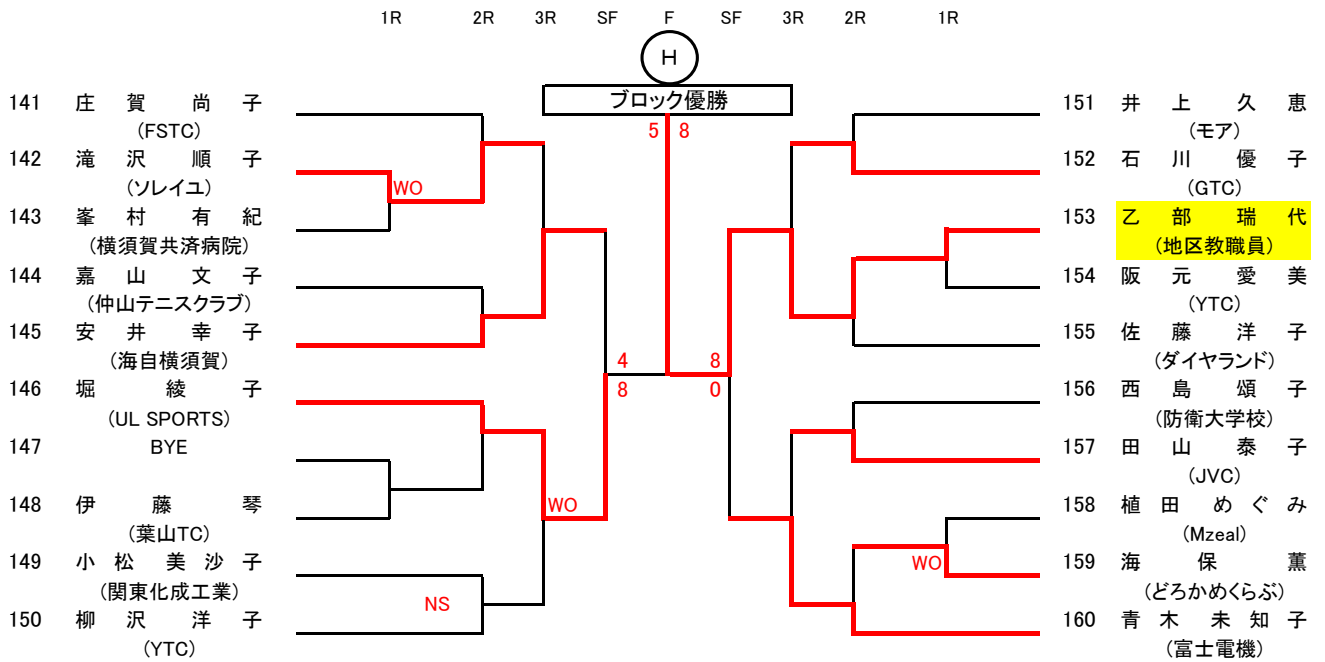 1R 2R 3R SF F SF 3R 2R 1R
H
ブロック優勝
5 8
141 庄賀 尚子
(FSTC)
142 滝沢 順子
(ソレイユ)
WO
143 峯村 有紀
(横須賀共済病院)
144 嘉山 文子
(仲山テニスクラブ)
145 安井 幸子
(海自横須賀)
4
8
146 堀 綾子
(UL SPORTS)
147 BYE
WO
148 伊藤 琴
(葉山TC)
149 小松 美沙子
(関東化成工業)
NS
150 柳沢 洋子
(YTC)
151 井上 久恵
(モア)
152 石川 優子
(GTC)
153 乙部 瑞代
(地区教職員)
154 阪元 愛美
(YTC)
155 佐藤 洋子
(ダイヤランド)
8
0
156 西島 頌子
(防衛大学校)
157 田山 泰子
(JVC)
158 植田 めぐみ
(Mzeal)
WO
159 海保 薫
(どろかめくらぶ)
160 青木 未知子
(富士電機)